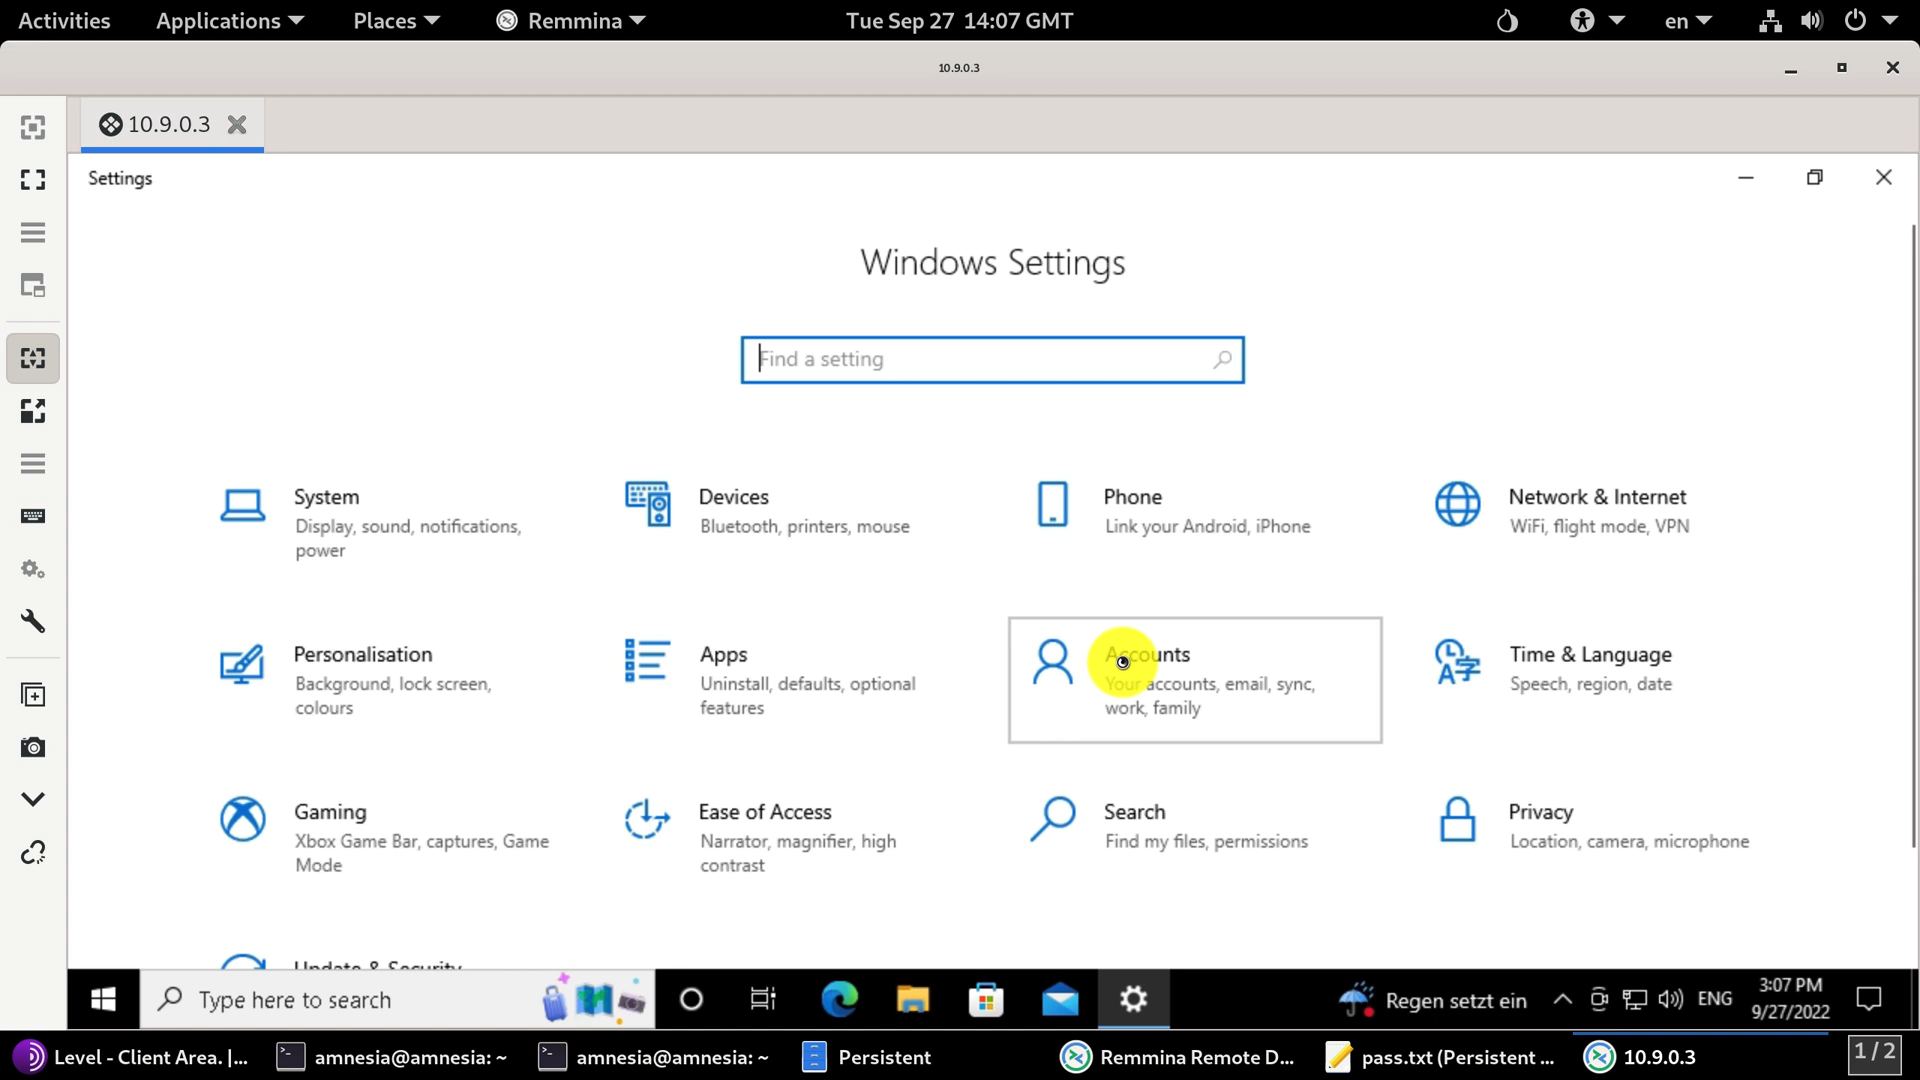 Activities Applications Places Remmina Tue Sep 27 14:07 GMT en
10.9.0.3
10.9.0.3
Settings
Windows Settings
Find a setting
System
Display, sound, notifications,
power
Devices
Bluetooth, printers, mouse
Phone
Link your Android, iPhone
Network & Internet
WiFi, flight mode, VPN
Personalisation
Background, lock screen,
colours
Apps
Uninstall, defaults, optional
features
Accounts
Your accounts, email, sync,
work, family
Time & Language
Speech, region, date
Gaming
Xbox Game Bar, captures, Game
Mode
Ease of Access
Narrator, magnifier, high
contrast
Search
Find my files, permissions
Privacy
Location, camera, microphone
Update & Security
Type here to search
Regen setzt ein
ENG
3:07 PM
9/27/2022
Level - Client Area. |... amnesia@amnesia: ~ amnesia@amnesia: ~ Persistent Remmina Remote D... pass.txt (Persistent ... 10.9.0.3 1 / 2